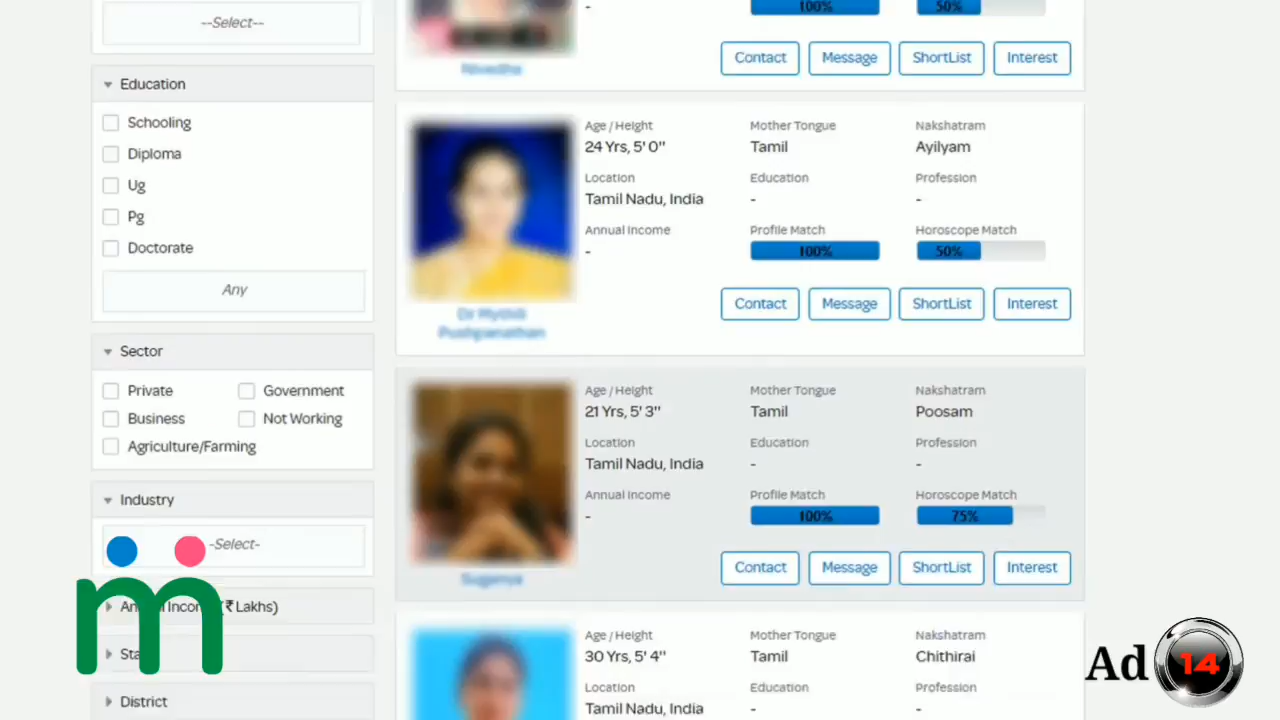 --Select--
Education
Schooling
Diploma
Ug
Pg
Doctorate
Any
Sector
Private
Government
Business
Not Working
Agriculture/Farming
Industry
-Select-
(₹ Lakhs)
District
-
100%
50%
Contact
Message
ShortList
Interest
Age / Height
Mother Tongue
Nakshatram
24 Yrs, 5' 0"
Tamil
Ayilyam
Location
Education
Profession
Tamil Nadu, India
-
-
Annual Income
Profile Match
Horoscope Match
-
100%
50%
Contact
Message
ShortList
Interest
Age / Height
Mother Tongue
Nakshatram
21 Yrs, 5' 3"
Tamil
Poosam
Location
Education
Profession
Tamil Nadu, India
-
-
Annual Income
Profile Match
Horoscope Match
-
100%
75%
Contact
Message
ShortList
Interest
Age / Height
Mother Tongue
Nakshatram
30 Yrs, 5' 4"
Tamil
Chithirai
Location
Education
Profession
Tamil Nadu, India
-
-
m
Ad 14